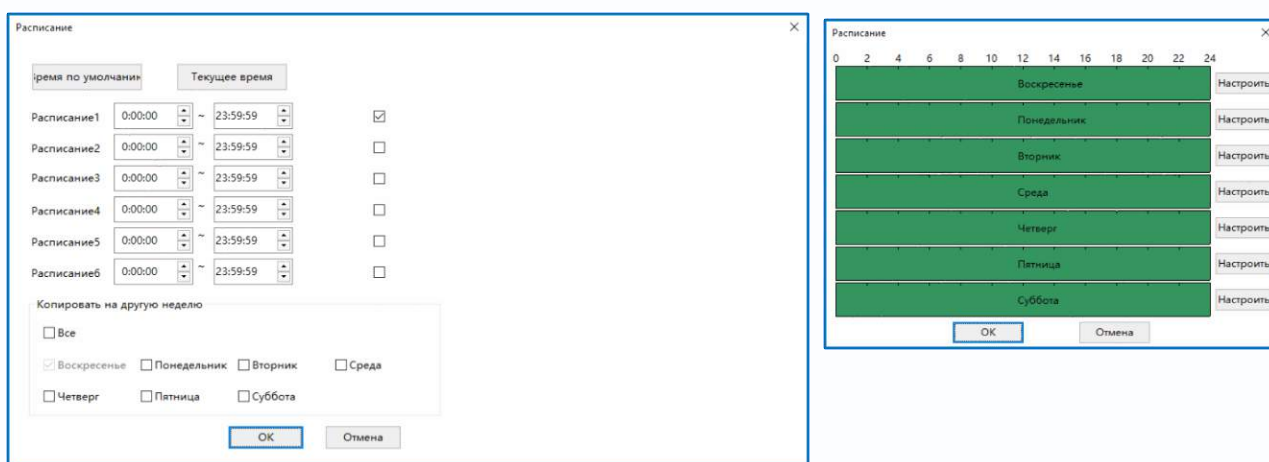 Расписание
Время по умолчани
Текущее время
Расписание1 0:00:00 ~ 23:59:59
Расписание2 0:00:00 ~ 23:59:59
Расписание3 0:00:00 ~ 23:59:59
Расписание4 0:00:00 ~ 23:59:59
Расписание5 0:00:00 ~ 23:59:59
Расписание6 0:00:00 ~ 23:59:59
Копировать на другую неделю
Все
Воскресенье Понедельник Вторник Среда
Четверг Пятница Суббота
OK Отмена
Расписание
0 2 4 6 8 10 12 14 16 18 20 22 24
Воскресенье Настроить
Понедельник Настроить
Вторник Настроить
Среда Настроить
Четверг Настроить
Пятница Настроить
Суббота Настроить
OK Отмена